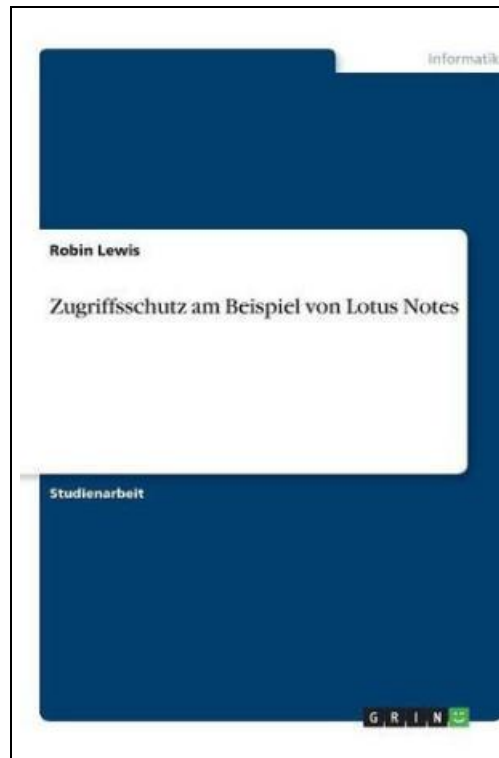 Informatik
Robin Lewis
Zugriffsschutz am Beispiel von Lotus Notes
Studienarbeit
GRIN